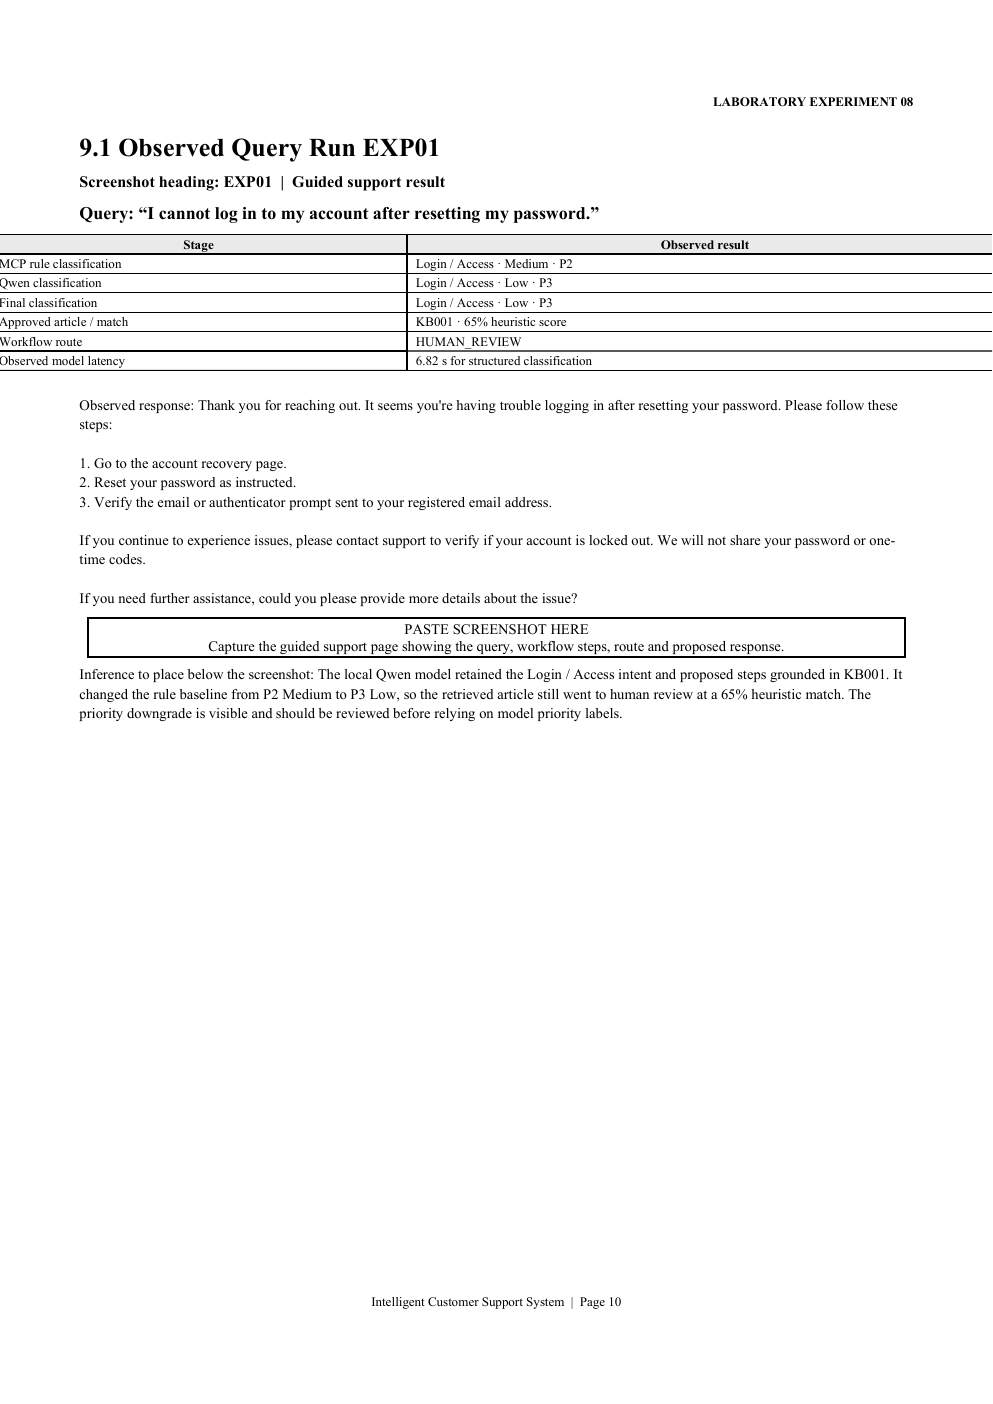 LABORATORY EXPERIMENT 08
9.1 Observed Query Run EXP01
Screenshot heading: EXP01 | Guided support result
Query: “I cannot log in to my account after resetting my password.”
Stage Observed result
MCP rule classification Login / Access · Medium · P2
Qwen classification Login / Access · Low · P3
Final classification Login / Access · Low · P3
Approved article / match KB001 · 65% heuristic score
Workflow route HUMAN_REVIEW
Observed model latency 6.82 s for structured classification
Observed response: Thank you for reaching out. It seems you're having trouble logging in after resetting your password. Please follow these
steps:
1. Go to the account recovery page.
2. Reset your password as instructed.
3. Verify the email or authenticator prompt sent to your registered email address.
If you continue to experience issues, please contact support to verify if your account is locked out. We will not share your password or one-
time codes.
If you need further assistance, could you please provide more details about the issue?
PASTE SCREENSHOT HERE
Capture the guided support page showing the query, workflow steps, route and proposed response.
Inference to place below the screenshot: The local Qwen model retained the Login / Access intent and proposed steps grounded in KB001. It
changed the rule baseline from P2 Medium to P3 Low, so the retrieved article still went to human review at a 65% heuristic match. The
priority downgrade is visible and should be reviewed before relying on model priority labels.
Intelligent Customer Support System | Page 10